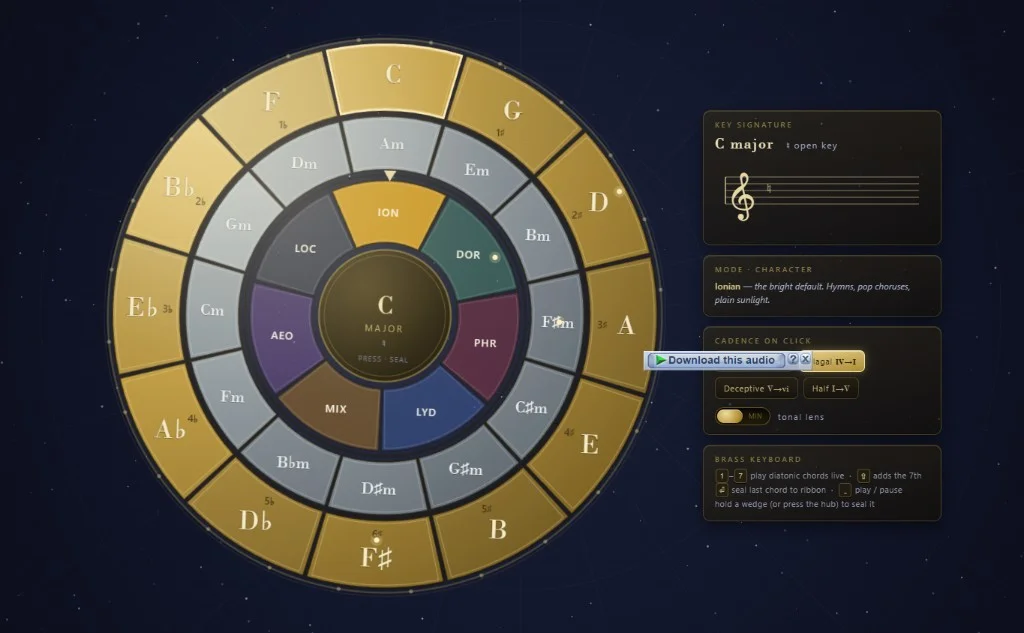 C
G
1♯
D
2♯
A
3♯
E
4♯
B
5♯
F♯
6♯
D♭
5♭
A♭
4♭
E♭
3♭
B♭
2♭
F
1♭
Am
Em
Bm
F♯m
C♯m
G♯m
D♯m
B♭m
Fm
Cm
Gm
Dm
ION
DOR
PHR
LYD
MIX
AEO
LOC
C
MAJOR
♮
PRESS · SEAL
KEY SIGNATURE
C major ♮ open key
♮
MODE · CHARACTER
Ionian — the bright default. Hymns, pop choruses,
plain sunlight.
CADENCE ON CLICK
Download this audio ? X lagal IV→I
Deceptive V→vi Half I→V
MIN tonal lens
BRASS KEYBOARD
1 – 7 play diatonic chords live · ⇧ adds the 7th
seal last chord to ribbon · play / pause
hold a wedge (or press the hub) to seal it